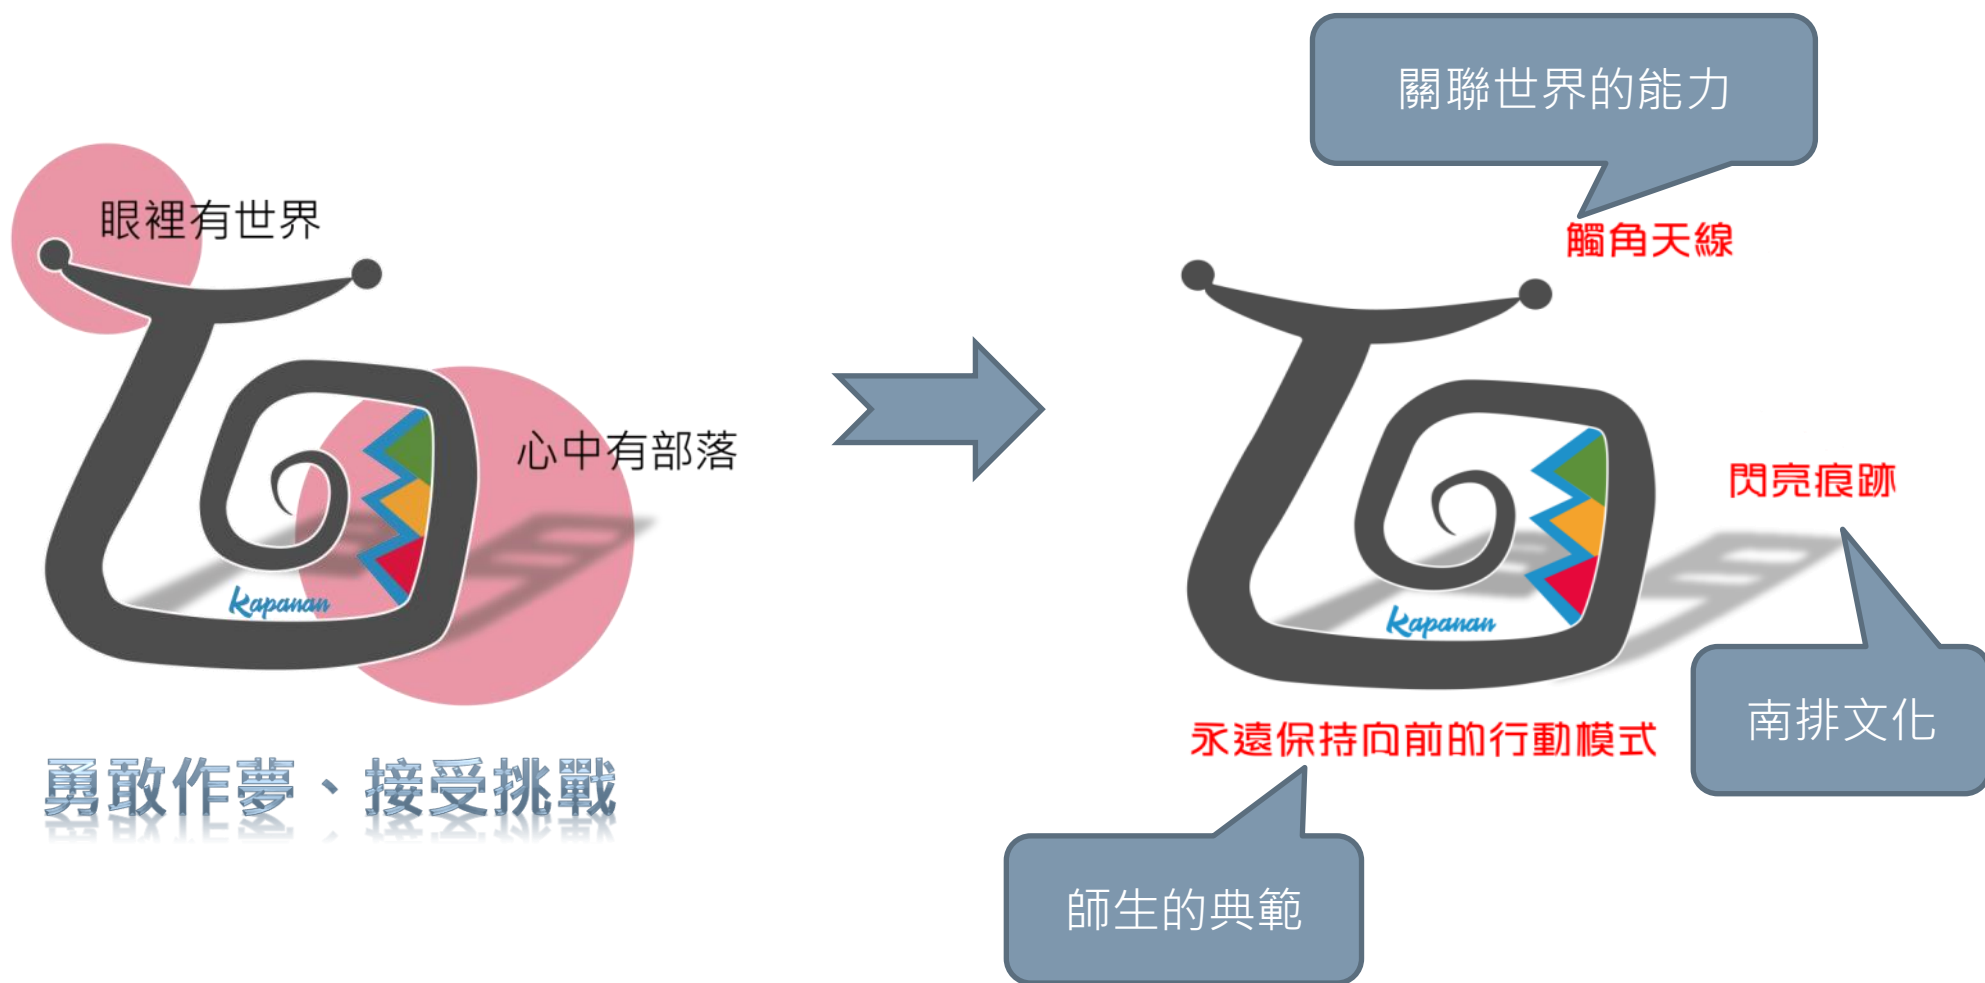 眼裡有世界
心中有部落
Kapanan
勇敢作夢、接受挑戰
關聯世界的能力
觸角天線
閃亮痕跡
Kapanan
南排文化
永遠保持向前的行動模式
師生的典範